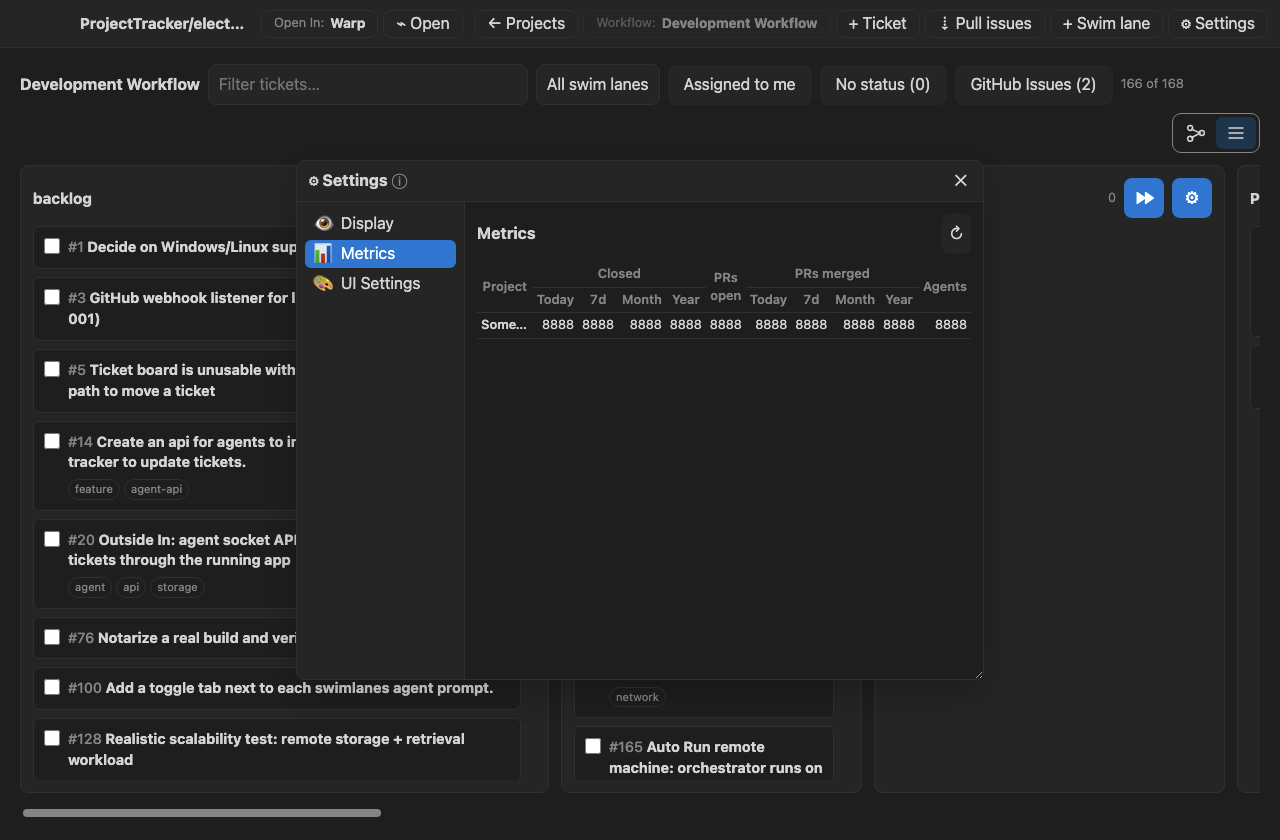 ProjectTracker/elect...
Open In: Warp
Open
← Projects
Workflow: Development Workflow
+ Ticket
⇣ Pull issues
+ Swim lane
⚙ Settings
Development Workflow
Filter tickets...
All swim lanes
Assigned to me
No status (0)
GitHub Issues (2)
166 of 168
backlog
#1 Decide on Windows/Linux sup
#3 GitHub webhook listener for l
001)
#5 Ticket board is unusable with
path to move a ticket
#14 Create an api for agents to in
tracker to update tickets.
feature agent-api
#20 Outside In: agent socket API
tickets through the running app
agent api storage
#76 Notarize a real build and veri
#100 Add a toggle tab next to each swimlanes agent prompt.
#128 Realistic scalability test: remote storage + retrieval
workload
⚙ Settings ⓘ
Display
Metrics
UI Settings
Metrics
Project Closed PRs open PRs merged Agents
Today 7d Month Year Today 7d Month Year
Some... 8888 8888 8888 8888 8888 8888 8888 8888 8888 8888
network
#165 Auto Run remote
machine: orchestrator runs on
0
P